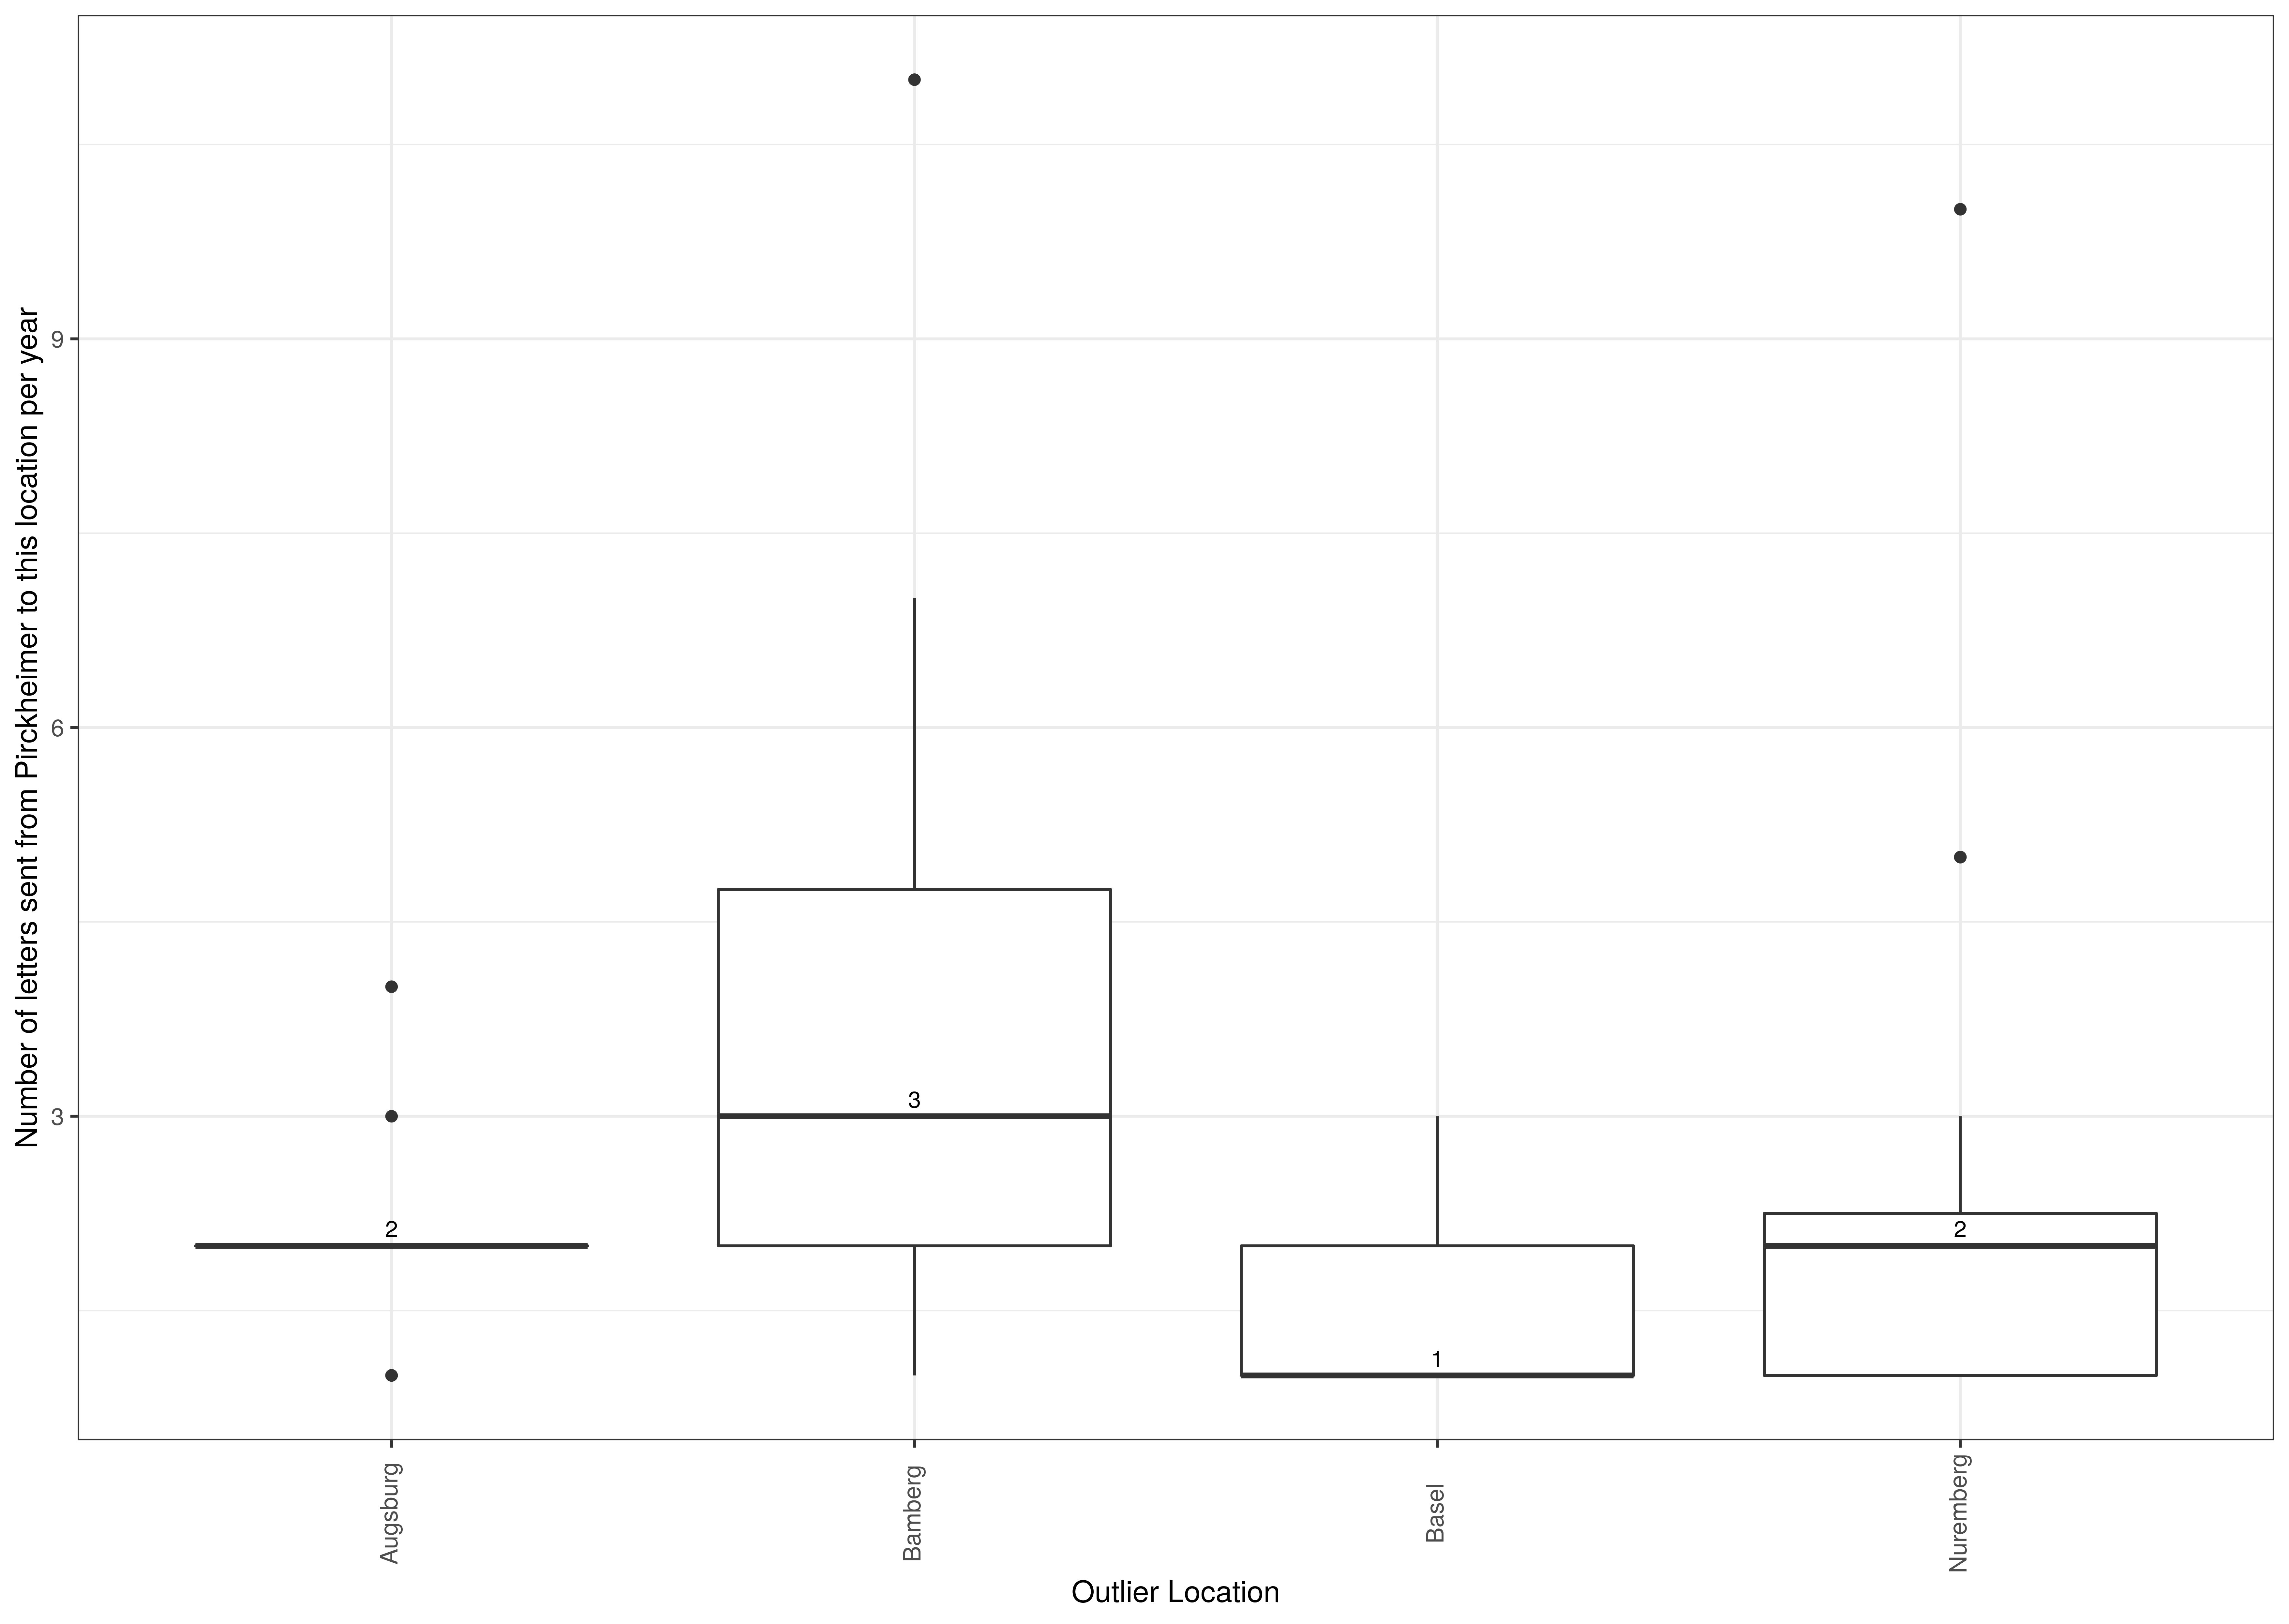 Number of letters sent from Pirckheimer to this location per year
9
6
3
2
3
1
2
Augsburg
Bamberg
Basel
Nuremberg
Outlier Location